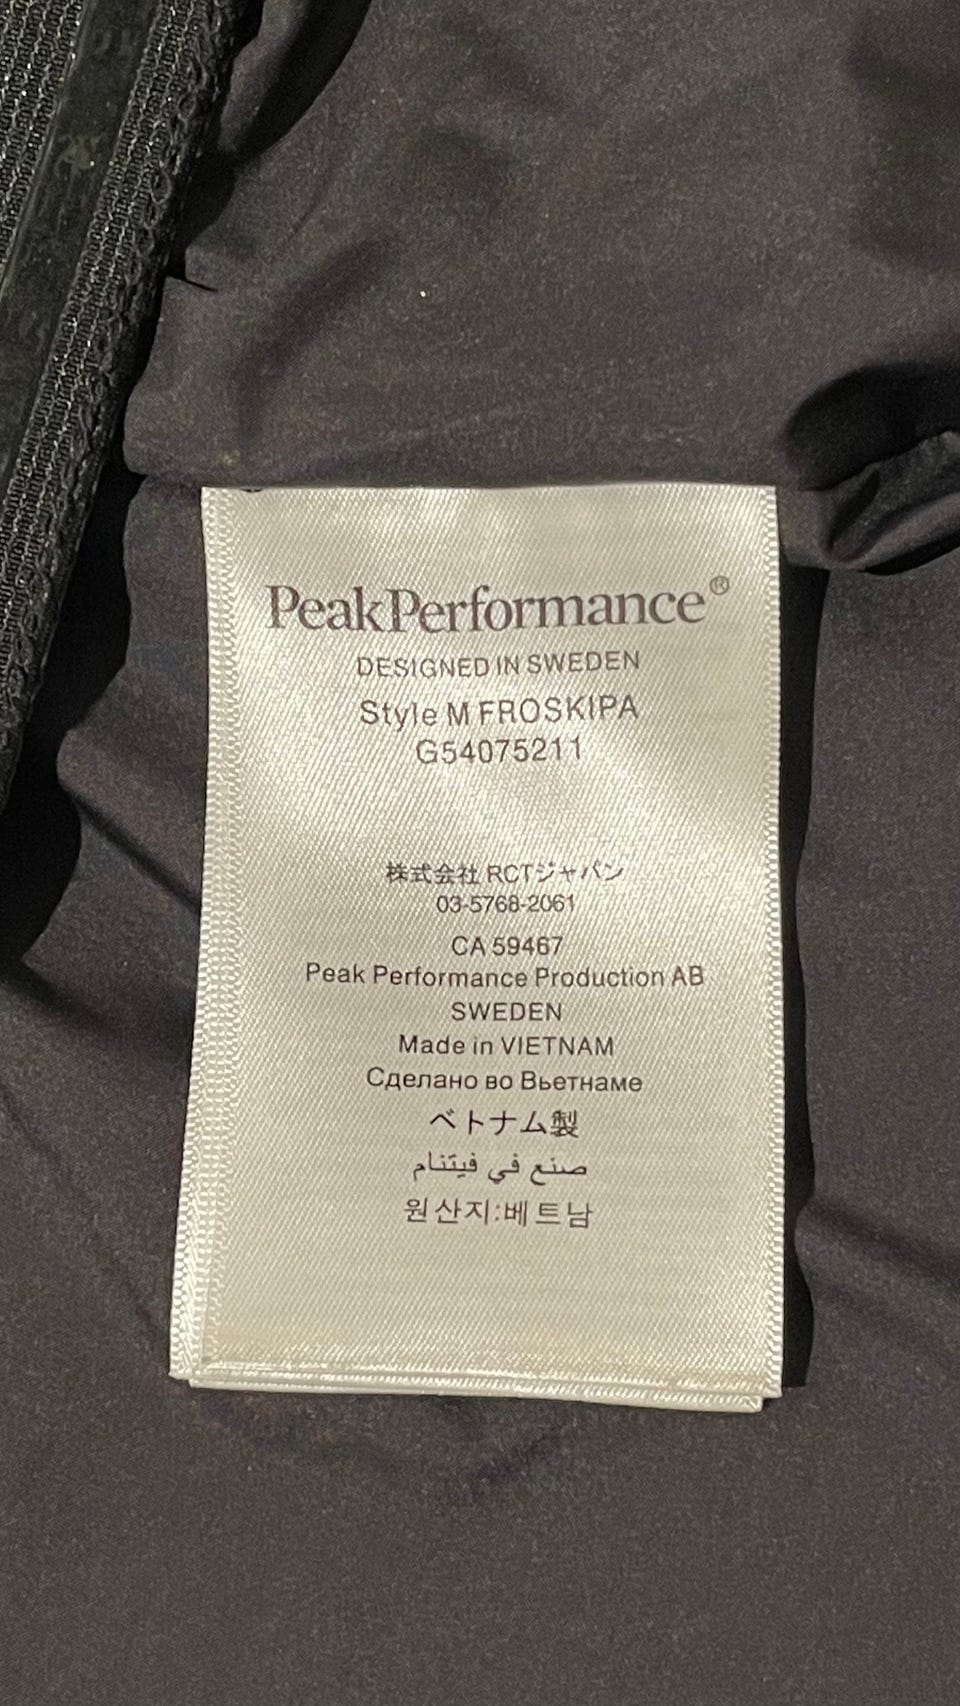 PeakPerformance®
DESIGNED IN SWEDEN
Style M FROSKIPA
G54075211
株式会社 RCTジャパン
03-5768-2061
CA 59467
Peak Performance Production AB
SWEDEN
Made in VIETNAM
Сделано во Вьетнаме
ベトナム製
صنع في فيتنام
원산지:베트남